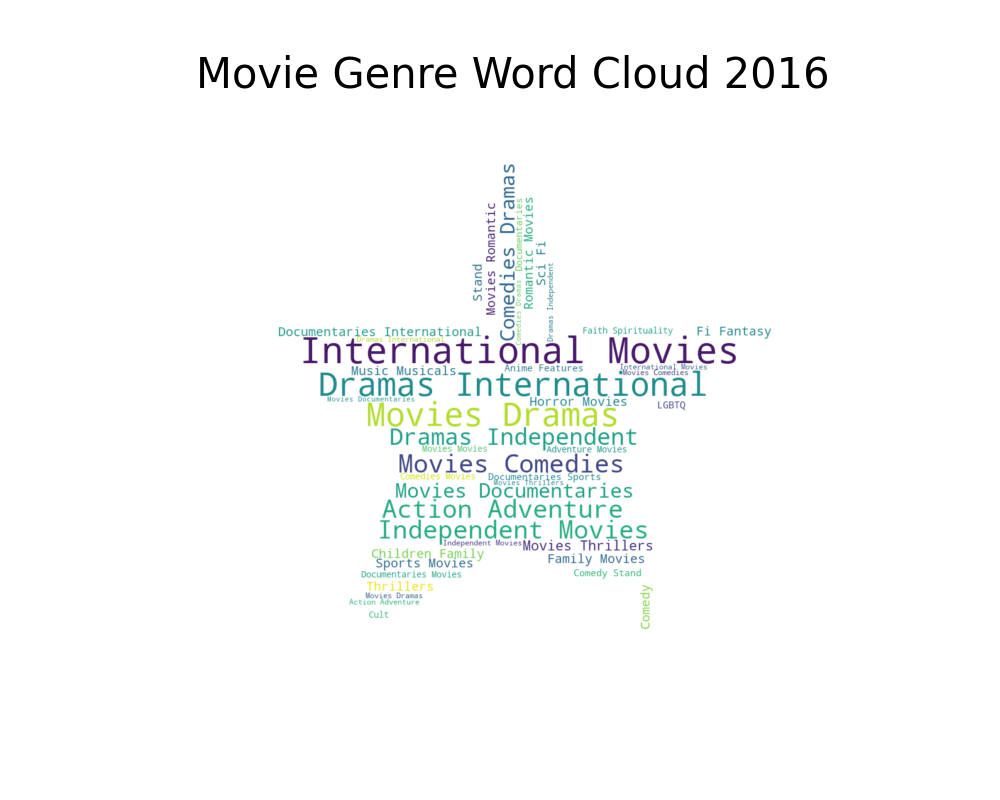 Movie Genre Word Cloud 2016
Comedies Dramas
Movies Romantic
Stand
Comedies Dramas Documentaries
Romantic Movies
Sci Fi
Dramas Independent
Documentaries International
Faith Spirituality
Fi Fantasy
Dramas International
International Movies
Music Musicals
Anime Features
International Movies
Movies Comedies
Dramas International
Movies Documentaries
Horror Movies
LGBTQ
Movies Dramas
Dramas Independent
Movies Movies
Adventure Movies
Movies Comedies
Comedies Movies
Documentaries Sports
Movies Thrillers
Movies Documentaries
Action Adventure
Independent Movies
Independent Movies
Movies Thrillers
Children Family
Family Movies
Sports Movies
Documentaries Movies
Comedy Stand
Thrillers
Movies Dramas
Action Adventure
Cult
Comedy